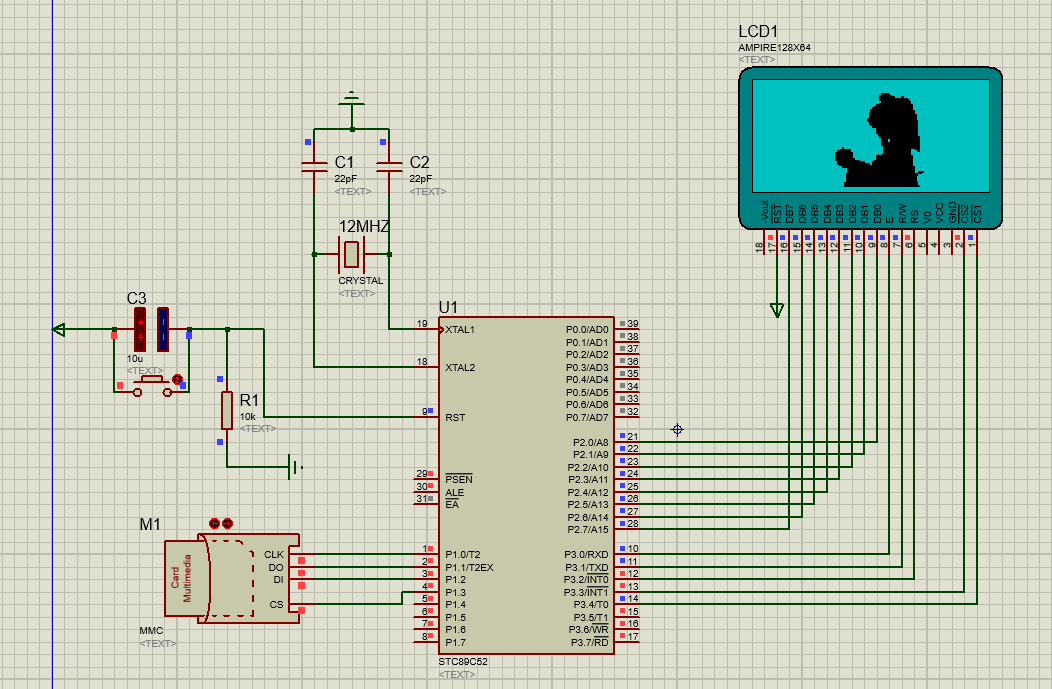 LCD1
AMPIRE128X64
<TEXT>
-Vout
RST
DB7
DB6
DB5
DB4
DB3
DB2
DB1
DB0
E
R/W
RS
V0
VCC
GND
CS2
CS1
18
17
16
15
14
13
12
11
10
9
8
7
6
5
4
3
2
1
C1
22pF
<TEXT>
C2
22pF
<TEXT>
12MHZ
CRYSTAL
<TEXT>
C3
10u
<TEXT>
R1
10k
<TEXT>
U1
19 XTAL1
18 XTAL2
9 RST
29 PSEN
30 ALE
31 EA
1 P1.0/T2
2 P1.1/T2EX
3 P1.2
4 P1.3
5 P1.4
6 P1.5
7 P1.6
8 P1.7
P0.0/AD0 39
P0.1/AD1 38
P0.2/AD2 37
P0.3/AD3 36
P0.4/AD4 35
P0.5/AD5 34
P0.6/AD6 33
P0.7/AD7 32
P2.0/A8 21
P2.1/A9 22
P2.2/A10 23
P2.3/A11 24
P2.4/A12 25
P2.5/A13 26
P2.6/A14 27
P2.7/A15 28
P3.0/RXD 10
P3.1/TXD 11
P3.2/INT0 12
P3.3/INT1 13
P3.4/T0 14
P3.5/T1 15
P3.6/WR 16
P3.7/RD 17
STC89C52
<TEXT>
M1
Card
Multimedia
CLK
DO
DI
CS
MMC
<TEXT>